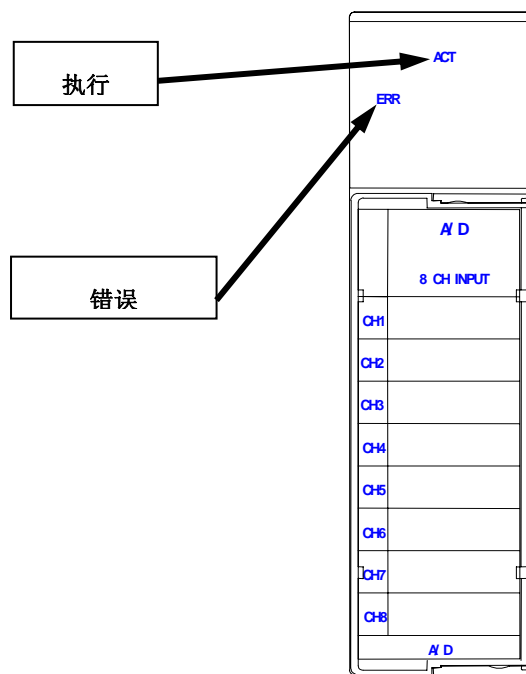 执行
ACT
ERR
错误
A/D
8 CH INPUT
CH1
CH2
CH3
CH4
CH5
CH6
CH7
CH8
A/D